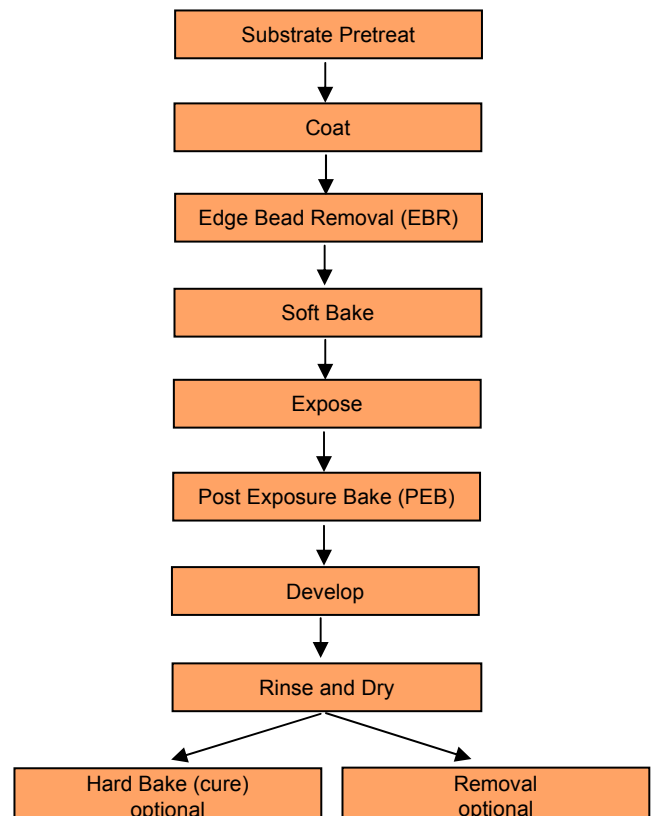 Substrate Pretreat
Coat
Edge Bead Removal (EBR)
Soft Bake
Expose
Post Exposure Bake (PEB)
Develop
Rinse and Dry
Hard Bake (cure)
optional
Removal
optional